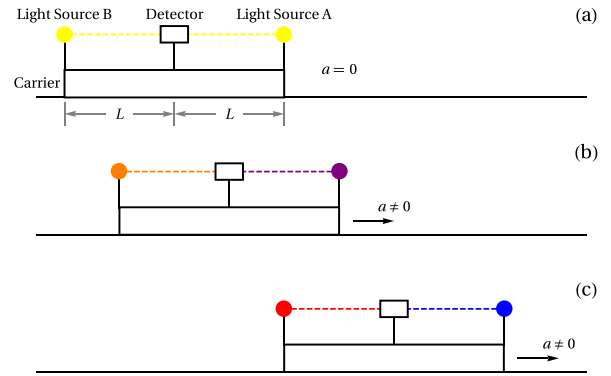 Light Source B Detector Light Source A (a)
Carrier a = 0
L L
(b)
a ≠ 0
(c)
a ≠ 0